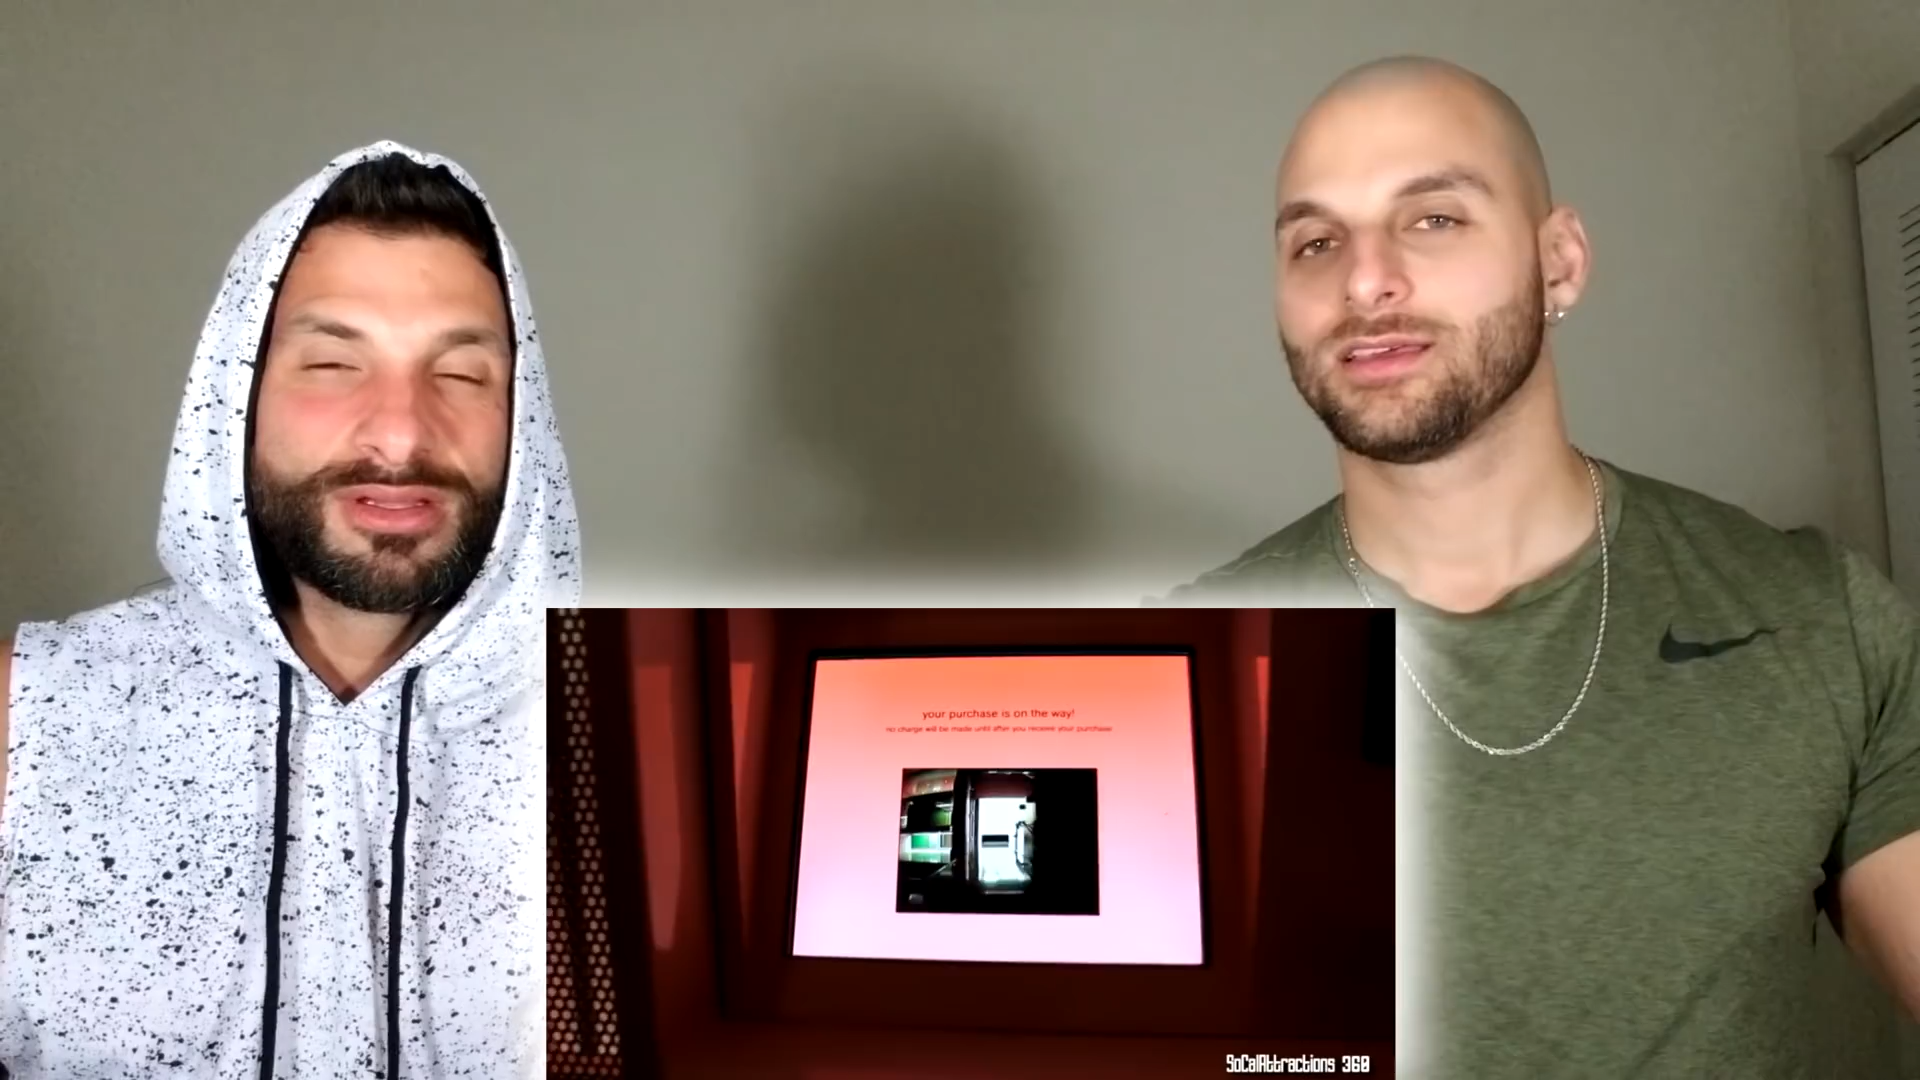 your purchase is on the way!
no charge will be made until after you receive your purchase.
SoCalAttractions 360